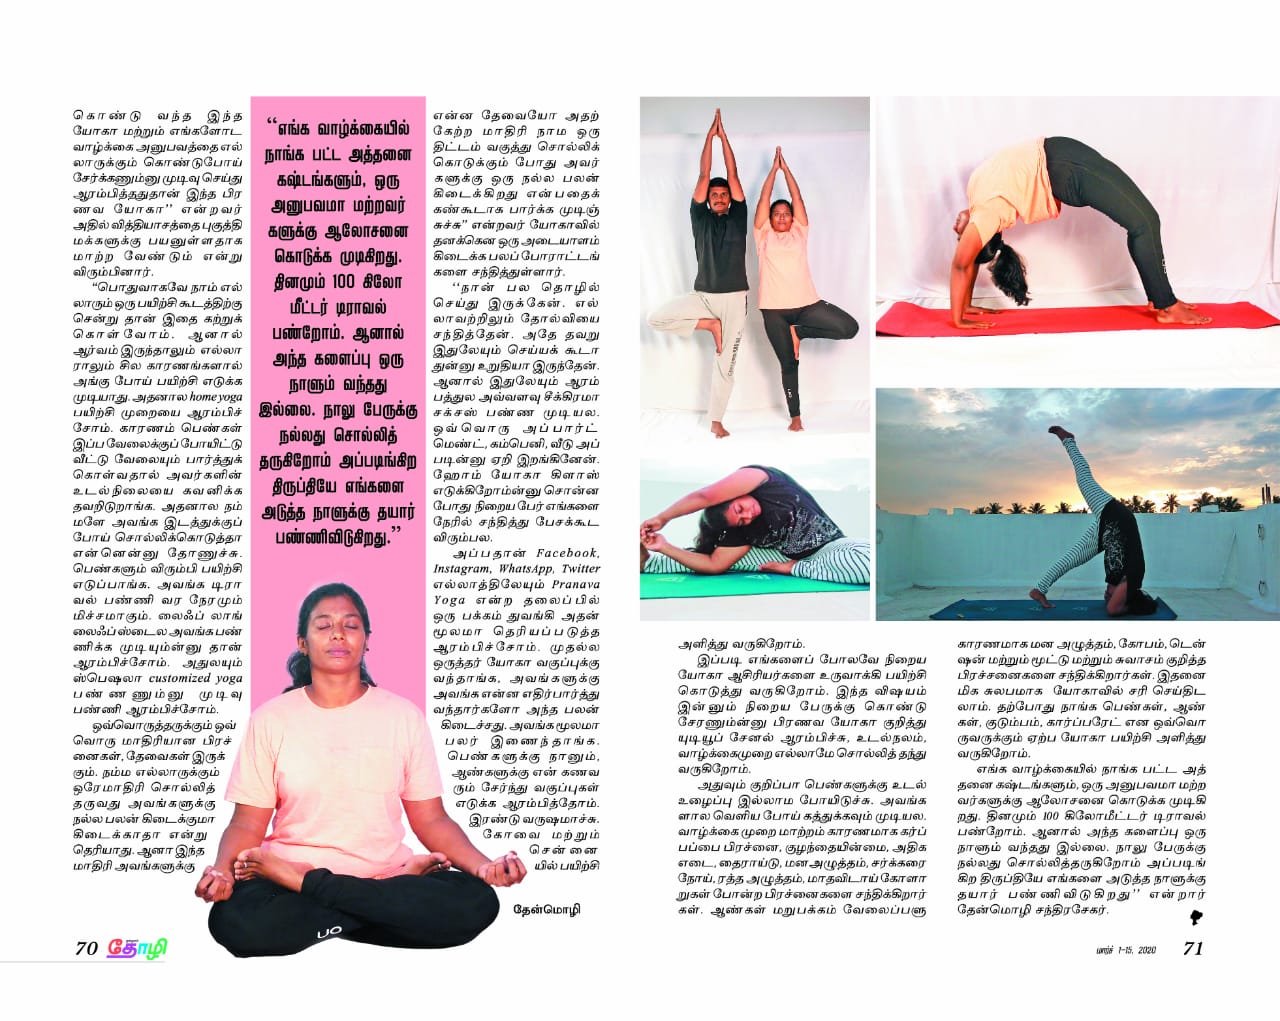 கொண்டு வந்த இந்த
யோகா மற்றும் எங்களோட
வாழ்க்கை அனுபவத்தை எல்
லாருக்கும் கொண்டுபோய்
சேர்க்கணும்னு முடிவு செய்து
ஆரம்பித்ததுதான் இந்த பிர
ணவ யோகா’’ என்றவர்
அதில் வித்தியாசத்தை புகுத்தி
மக்களுக்கு பயனுள்ளதாக
மாற்ற வேண்டும் என்று
விரும்பினார்.
“பொதுவாகவே நாம் எல்
லாரும் ஒரு பயிற்சி கூடத்திற்கு
சென்று தான் இதை கற்றுக்
கொள்வோம். ஆனால்
ஆர்வம் இருந்தாலும் எல்லா
ராலும் சில காரணங்களால்
அங்கு போய் பயிற்சி எடுக்க
முடியாது. அதனால home yoga
பயிற்சி முறையை ஆரம்பிச்
சோம். காரணம் பெண்கள்
இப்ப வேலைக்குப் போயிட்டு
வீட்டு வேலையும் பார்த்துக்
கொள்வதால் அவர்களின்
உடல்நிலையை கவனிக்க
தவறிடுறாங்க. அதனால நம்
மளே அவங்க இடத்துக்குப்
போய் சொல்லிக்கொடுத்தா
என்னென்னு தோணுச்சு.
பெண்களும் விரும்பி பயிற்சி
எடுப்பாங்க. அவங்க டிரா
வல் பண்ணி வர நேரமும்
மிச்சமாகும். லைஃப் லாங்
லைஃப்ஸ்டைல அவங்க பண்
ணிக்க முடியும்ன்னு தான்
ஆரம்பிச்சோம். அதுலயும்
ஸ்பெஷலா customized yoga
பண்ணணும்னு முடிவு
பண்ணி ஆரம்பிச்சோம்.
ஒவ்வொருத்தருக்கும் ஒவ்
வொரு மாதிரியான பிரச்
னைகள், தேவைகள் இருக்
கும். நம்ம எல்லாருக்கும்
ஒரேமாதிரி சொல்லித்
தருவது அவங்களுக்கு
நல்ல பலன் கிடைக்குமா
கிடைக்காதா என்று
தெரியாது. ஆனா இந்த
மாதிரி அவங்களுக்கு
‘‘எங்க வாழ்க்கையில்
நாங்க பட்ட அத்தனை
கஷ்டங்களும், ஒரு
அனுபவமா மற்றவர்
களுக்கு ஆலோசனை
கொடுக்க முடிகிறது.
தினமும் 100 கிலோ
மீட்டர் டிராவல்
பண்றோம். ஆனால்
அந்த களைப்பு ஒரு
நாளும் வந்தது
இல்லை. நாலு பேருக்கு
நல்லது சொல்லித்
தருகிறோம் அப்படிங்கிற
திருப்தியே எங்களை
அடுத்த நாளுக்கு தயார்
பண்ணிவிடுகிறது.’’
என்ன தேவையோ அதற்
கேற்ற மாதிரி நாம ஒரு
திட்டம் வகுத்து சொல்லிக்
கொடுக்கும் போது அவர்
களுக்கு ஒரு நல்ல பலன்
கிடைக்கிறது என்பதைக்
கண்கூடாக பார்க்க முடிஞ்
சுச்சு” என்றவர் யோகாவில்
தனக்கென ஒரு அடையாளம்
கிடைக்க பலப் போராட்டங்
களை சந்தித்துள்ளார்.
‘‘நான் பல தொழில்
செய்து இருக்கேன். எல்
லாவற்றிலும் தோல்வியை
சந்தித்தேன். அதே தவறு
இதுலேயும் செய்யக் கூடா
துன்னு உறுதியா இருந்தேன்.
ஆனால் இதுலேயும் ஆரம்
பத்துல அவ்வளவு சீக்கிரமா
சக்சஸ் பண்ண முடியல.
ஒவ்வொரு அப்பார்ட்
மெண்ட், கம்பெனி, வீடு அப்
படின்னு ஏறி இறங்கினேன்.
ஹோம் யோகா கிளாஸ்
எடுக்கிறோம்ன்னு சொன்ன
போது நிறைய பேர் எங்களை
நேரில் சந்தித்து பேசக்கூட
விரும்பல.
அப்பதான் Facebook,
Instagram, WhatsApp, Twitter
எல்லாத்திலேயும் Pranava
Yoga என்ற தலைப்பில்
ஒரு பக்கம் துவங்கி அதன்
மூலமா தெரியப்படுத்த
ஆரம்பிச்சோம். முதல்ல
ஒருத்தர் யோகா வகுப்புக்கு
வந்தாங்க, அவங்களுக்கு
அவங்க என்ன எதிர்பார்த்து
வந்தார்களோ அந்த பலன்
கிடைச்சது. அவங்க மூலமா
பலர் இணைந்தாங்க.
பெண்களுக்கு நானும்,
ஆண்களுக்கு என் கணவ
ரும் சேர்ந்து வகுப்புகள்
எடுக்க ஆரம்பித்தோம்.
இரண்டு வருஷமாச்சு.
கோவை மற்றும்
சென்னை
யில் பயிற்சி
தேன்மொழி
70 தோழி
அளித்து வருகிறோம்.
இப்படி எங்களைப் போலவே நிறைய
யோகா ஆசிரியர்களை உருவாக்கி பயிற்சி
கொடுத்து வருகிறோம். இந்த விஷயம்
இன்னும் நிறைய பேருக்கு கொண்டு
சேரணும்ன்னு பிரணவ யோகா குறித்து
யுடியூப் சேனல் ஆரம்பிச்சு, உடல்நலம்,
வாழ்க்கைமுறை எல்லாமே சொல்லித் தந்து
வருகிறோம்.
அதுவும் குறிப்பா பெண்களுக்கு உடல்
உழைப்பு இல்லாம போயிடுச்சு. அவங்க
ளால வெளிய போய் கத்துக்கவும் முடியல.
வாழ்க்கை முறை மாற்றம் காரணமாக கர்ப்
பப்பை பிரச்னை, குழந்தையின்மை, அதிக
எடை, தைராய்டு, மன அழுத்தம், சர்க்கரை
நோய், ரத்த அழுத்தம், மாதவிடாய் கோளா
றுகள் போன்ற பிரச்னைகளை சந்திக்கிறார்
கள். ஆண்கள் மறுபக்கம் வேலைப்பளு
காரணமாக மன அழுத்தம், கோபம், டென்
ஷன் மற்றும் மூட்டு மற்றும் சுவாசம் குறித்த
பிரச்னைகளை சந்திக்கிறார்கள். இதனை
மிக சுலபமாக யோகாவில் சரி செய்திட
லாம். தற்போது நாங்க பெண்கள், ஆண்
கள், குடும்பம், கார்ப்பரேட் என ஒவ்வொ
ருவருக்கும் ஏற்ப யோகா பயிற்சி அளித்து
வருகிறோம்.
எங்க வாழ்க்கையில் நாங்க பட்ட அத்
தனை கஷ்டங்களும், ஒரு அனுபவமா மற்ற
வர்களுக்கு ஆலோசனை கொடுக்க முடிகி
றது. தினமும் 100 கிலோமீட்டர் டிராவல்
பண்றோம். ஆனால் அந்த களைப்பு ஒரு
நாளும் வந்தது இல்லை. நாலு பேருக்கு
நல்லது சொல்லித்தருகிறோம் அப்படிங்
கிற திருப்தியே எங்களை அடுத்த நாளுக்கு
தயார் பண்ணிவிடுகிறது’’ என்றார்
தேன்மொழி சந்திரசேகர்.
மார்ச் 1-15, 2020 71